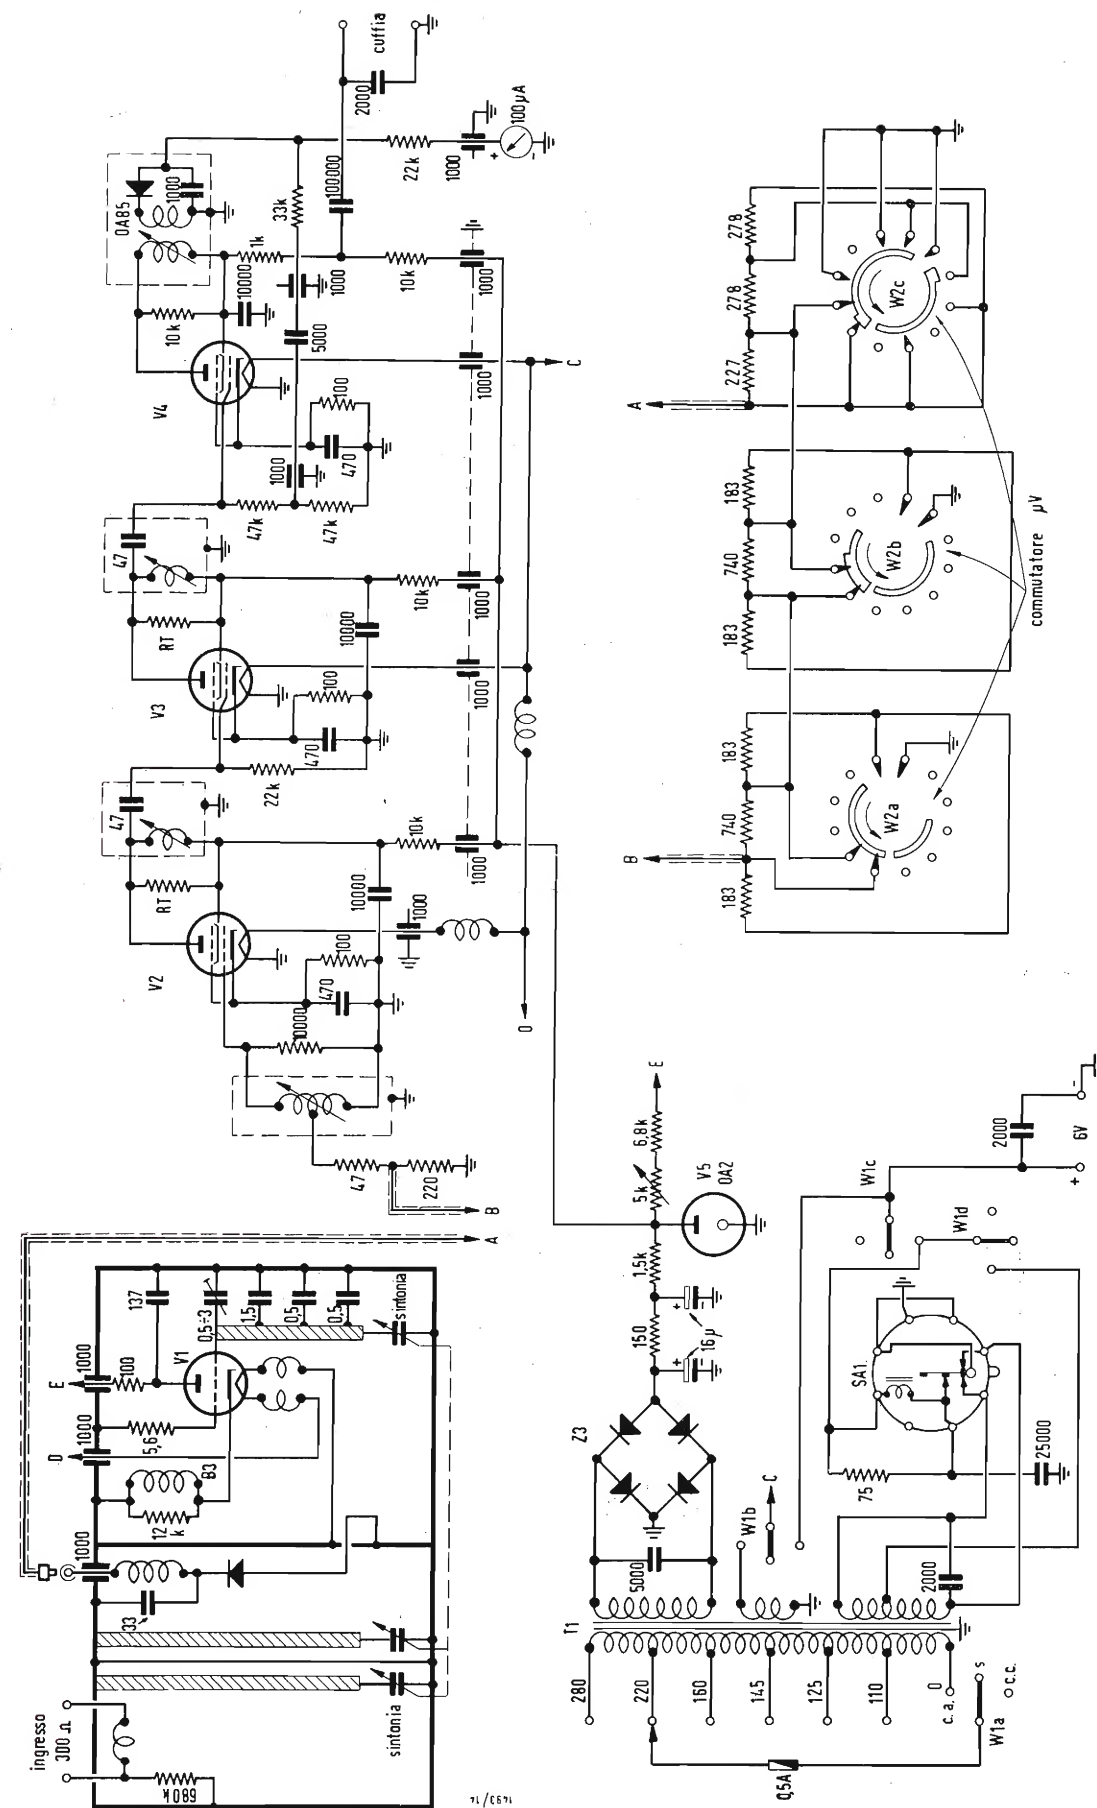 ingresso
300 Ω
680k
sintonia
33
1000
12
k
B3
D
1000
5,6
E
1000
100
137
V1
0,5÷3
1,5
0,5
0,5
sintonia
A
B
47
220
10000
470
100
V2
RT
47
10000
1000
10k
1000
D
22k
V3
RT
47
470
100
10000
10k
1000
1000
47k
47k
1000
470
100
V4
10k
10000
5000
1000
1k
33k
10k
1000
1000
C
OA85
1000
100000
22k
1000
+
-
100µA
2000
cuffia
T1
280
220
160
145
125
110
0
c.a.
0,5A
W1a
s
c.c.
5000
Z3
150
+
-
16µ
+
-
1,5k
5k
6,8k
E
V5
OA2
W1b
C
2000
75
25000
SA1
W1c
W1d
2000
+
6V
-
B
183
740
183
W2a
183
740
183
W2b
A
227
278
278
W2c
commutatore µV
1493/14